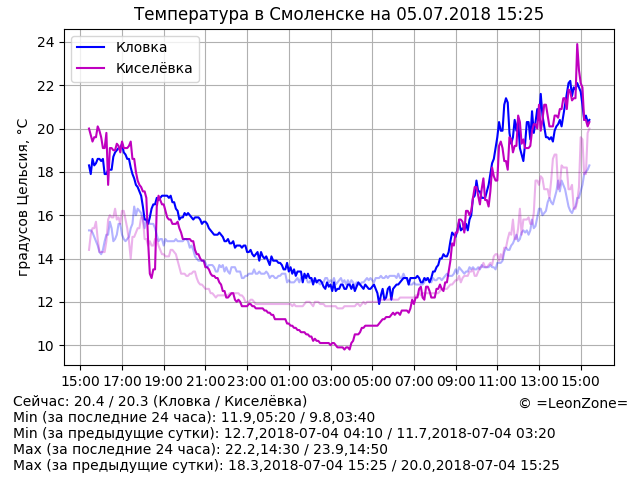 Температура в Смоленске на 05.07.2018 15:25
Кловка
Киселёвка
градусов Цельсия, °C
24
22
20
18
16
14
12
10
15:00 17:00 19:00 21:00 23:00 01:00 03:00 05:00 07:00 09:00 11:00 13:00 15:00
Сейчас: 20.4 / 20.3 (Кловка / Киселёвка)
© =LeonZone=
Min (за последние 24 часа): 11.9,05:20 / 9.8,03:40
Min (за предыдущие сутки): 12.7,2018-07-04 04:10 / 11.7,2018-07-04 03:20
Max (за последние 24 часа): 22.2,14:30 / 23.9,14:50
Max (за предыдущие сутки): 18.3,2018-07-04 15:25 / 20.0,2018-07-04 15:25